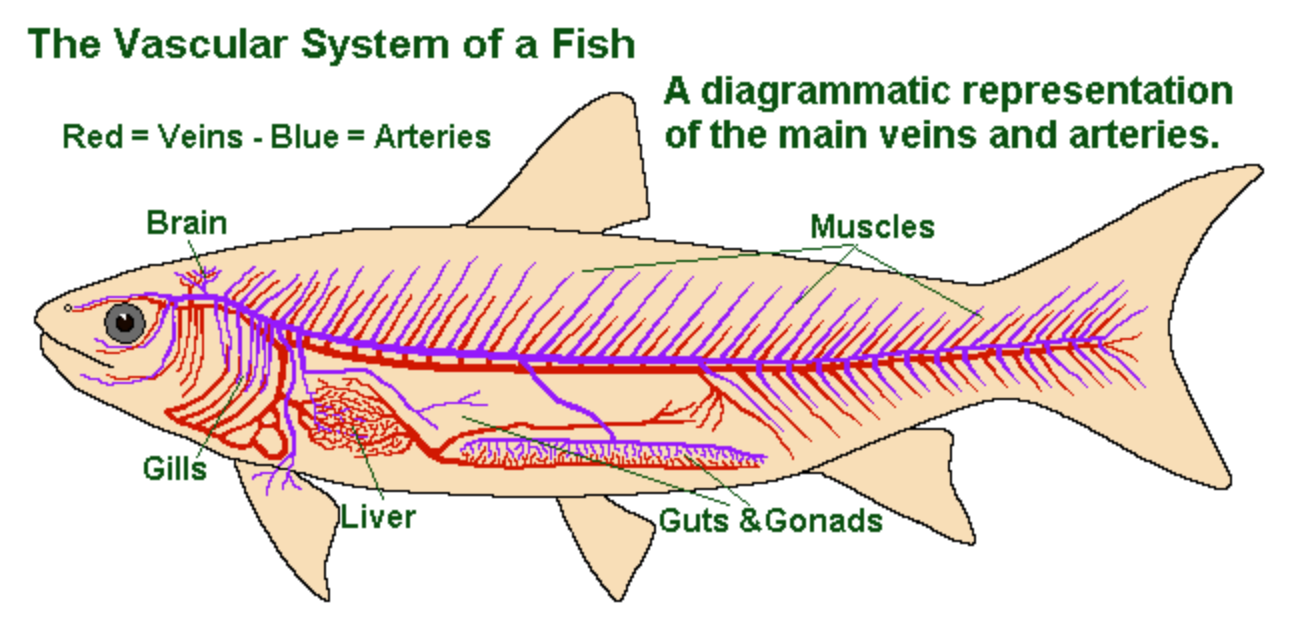 The Vascular System of a Fish
A diagrammatic representation
of the main veins and arteries.
Red = Veins - Blue = Arteries
Brain
Muscles
Gills
Liver
Guts &Gonads